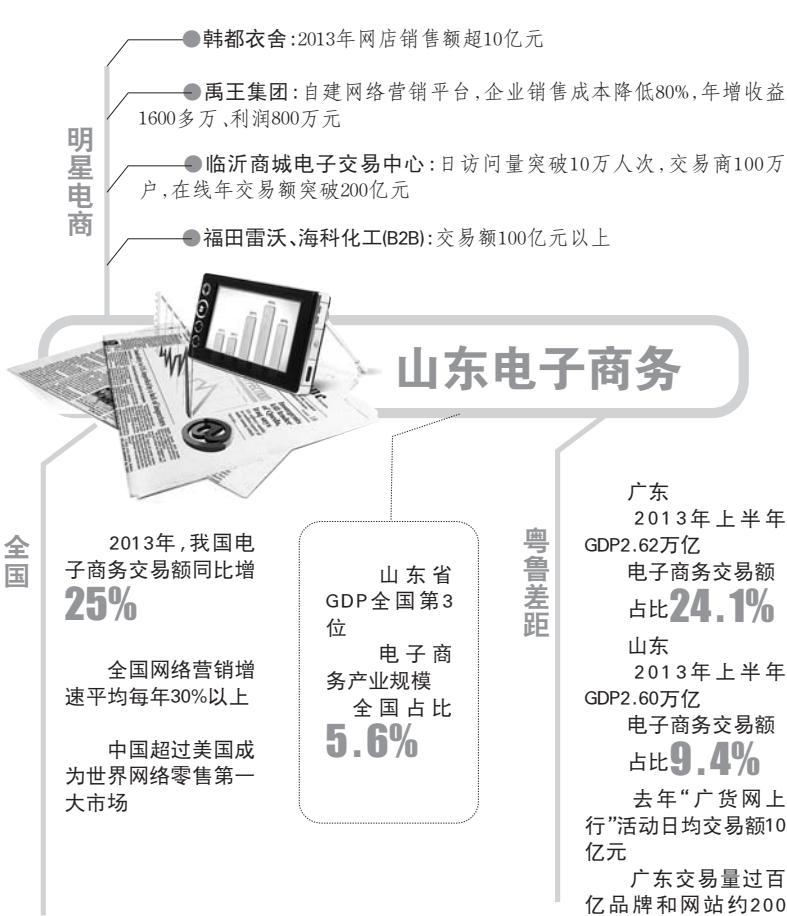 韩都衣舍:2013年网店销售额超10亿元
禹王集团:自建网络营销平台,企业销售成本降低80%,年增收益
1600多万、利润800万元
临沂商城电子交易中心:日访问量突破10万人次,交易商100万
户,在线年交易额突破200亿元
福田雷沃、海科化工(B2B):交易额100亿元以上
明星电商
山东电子商务
全国
2013年,我国电
子商务交易额同比增
25%
全国网络营销增
速平均每年30%以上
中国超过美国成
为世界网络零售第一
大市场
山东省
GDP全国第3
位
电子商
务产业规模
全国占比
5.6%
粤鲁差距
广东
2013年上半年
GDP2.62万亿
电子商务交易额
占比24.1%
山东
2013年上半年
GDP2.60万亿
电子商务交易额
占比9.4%
去年“广货网上
行”活动日均交易额10
亿元
广东交易量过百
亿品牌和网站约200